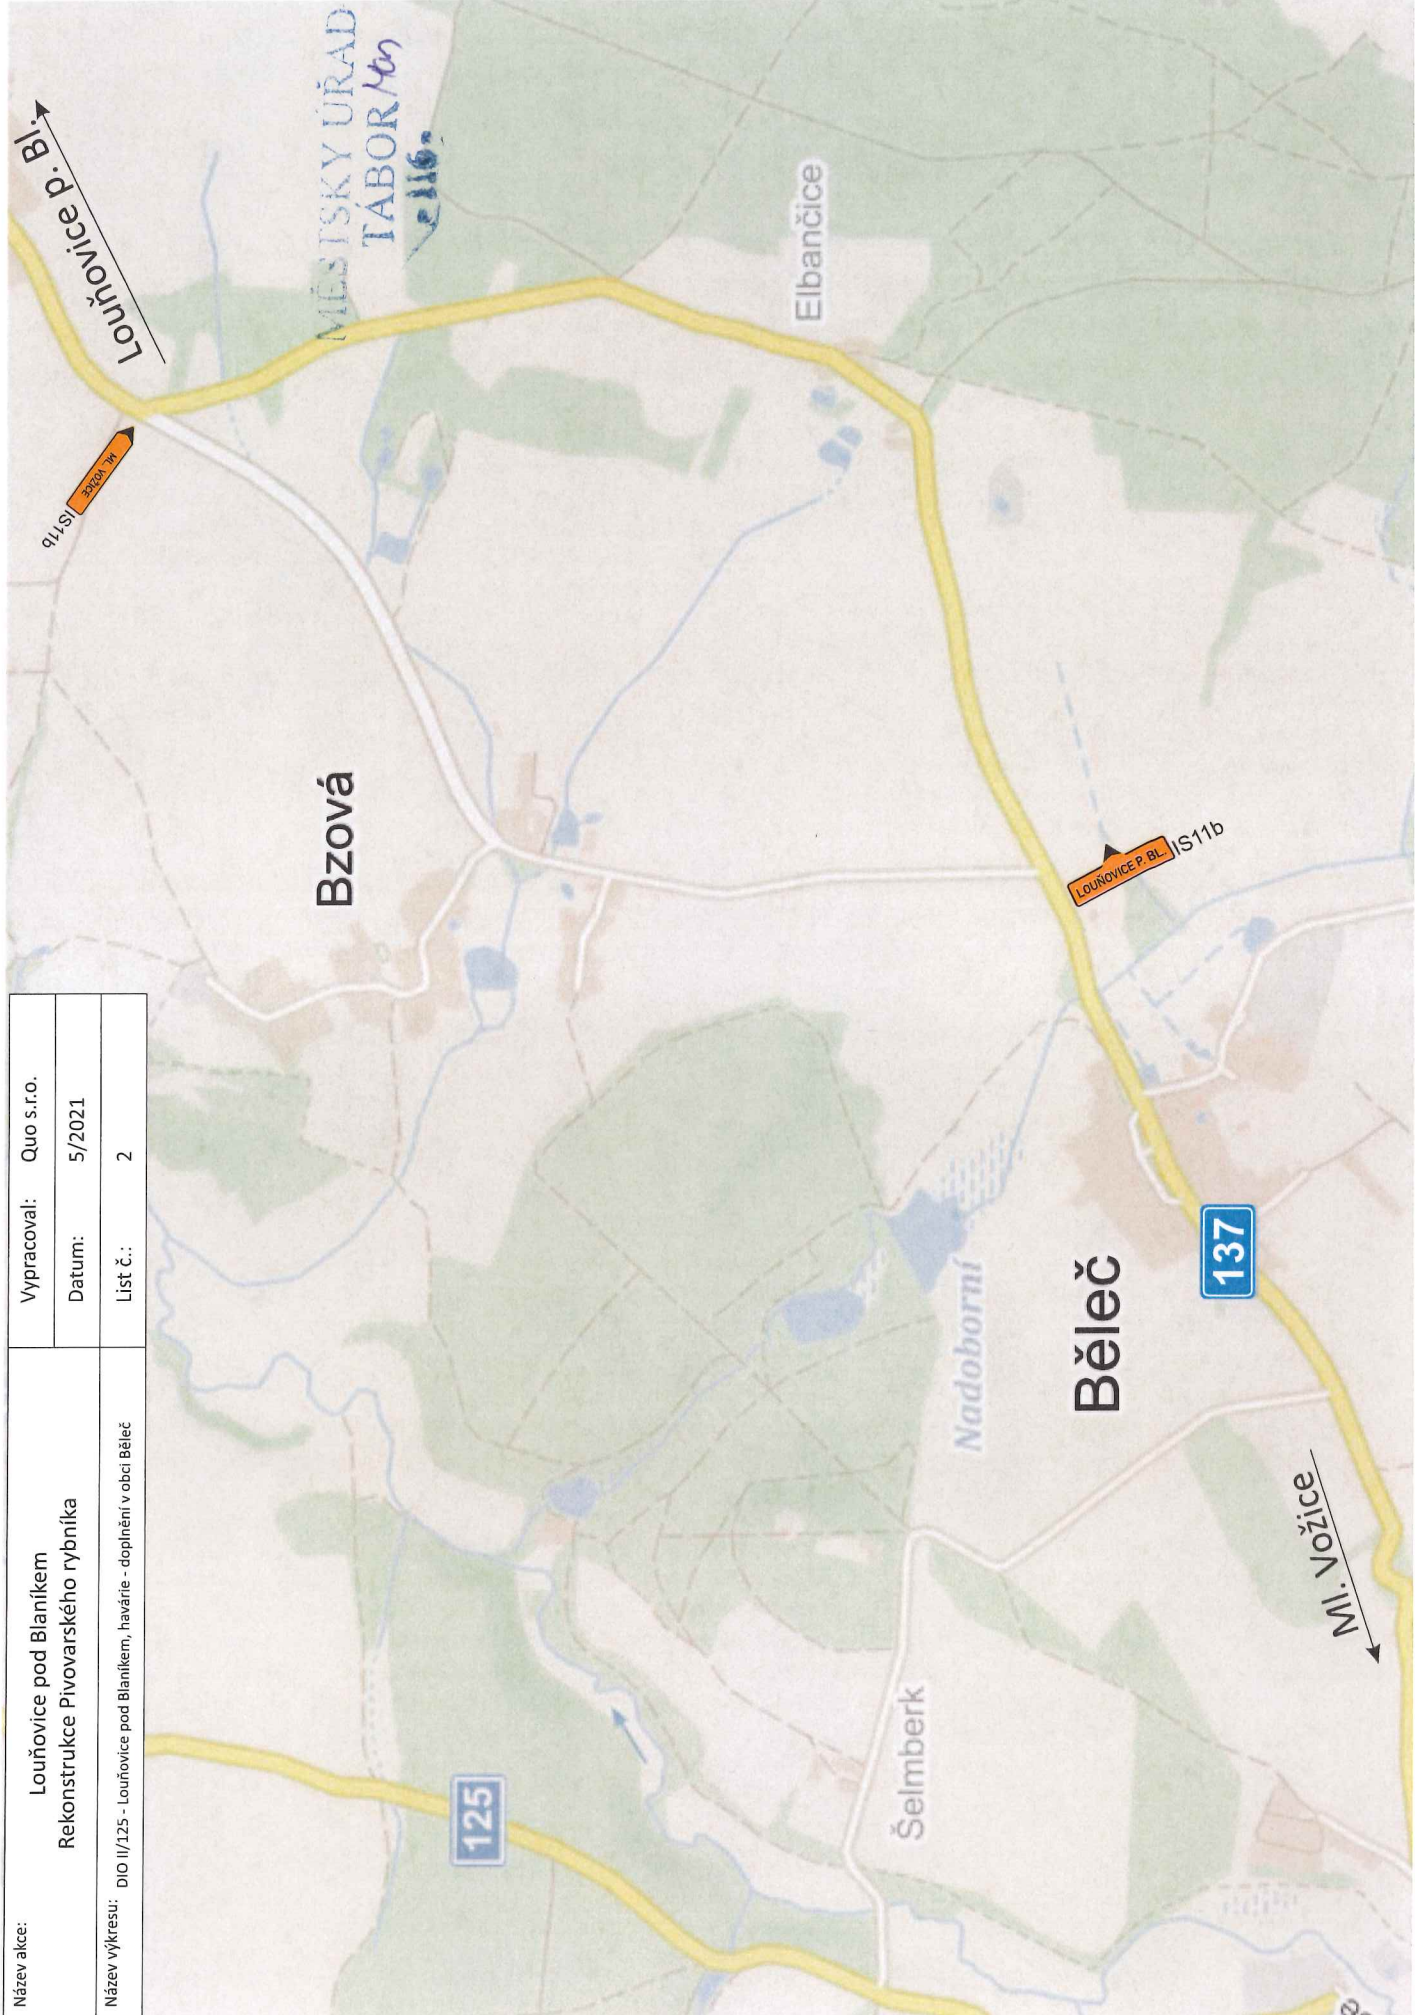 Název akce:
Louňovice pod Blaníkem
Rekonstrukce Pivovarského rybníka
Vypracoval: Quo s.r.o.
Datum: 5/2021
Název výkresu: DIO II/125 - Louňovice pod Blaníkem, havárie - doplnění v obci Běleč
List č.: 2
Louňovice p. Bl.
MĚSTSKÝ ÚŘAD
TÁBOR
- 116 -
IS11b
ML. VOŽICE
Bzová
Elbančice
LOUŇOVICE P. BL.
IS11b
125
Nadoborní
Běleč
137
Šelmberk
Ml. Vožice